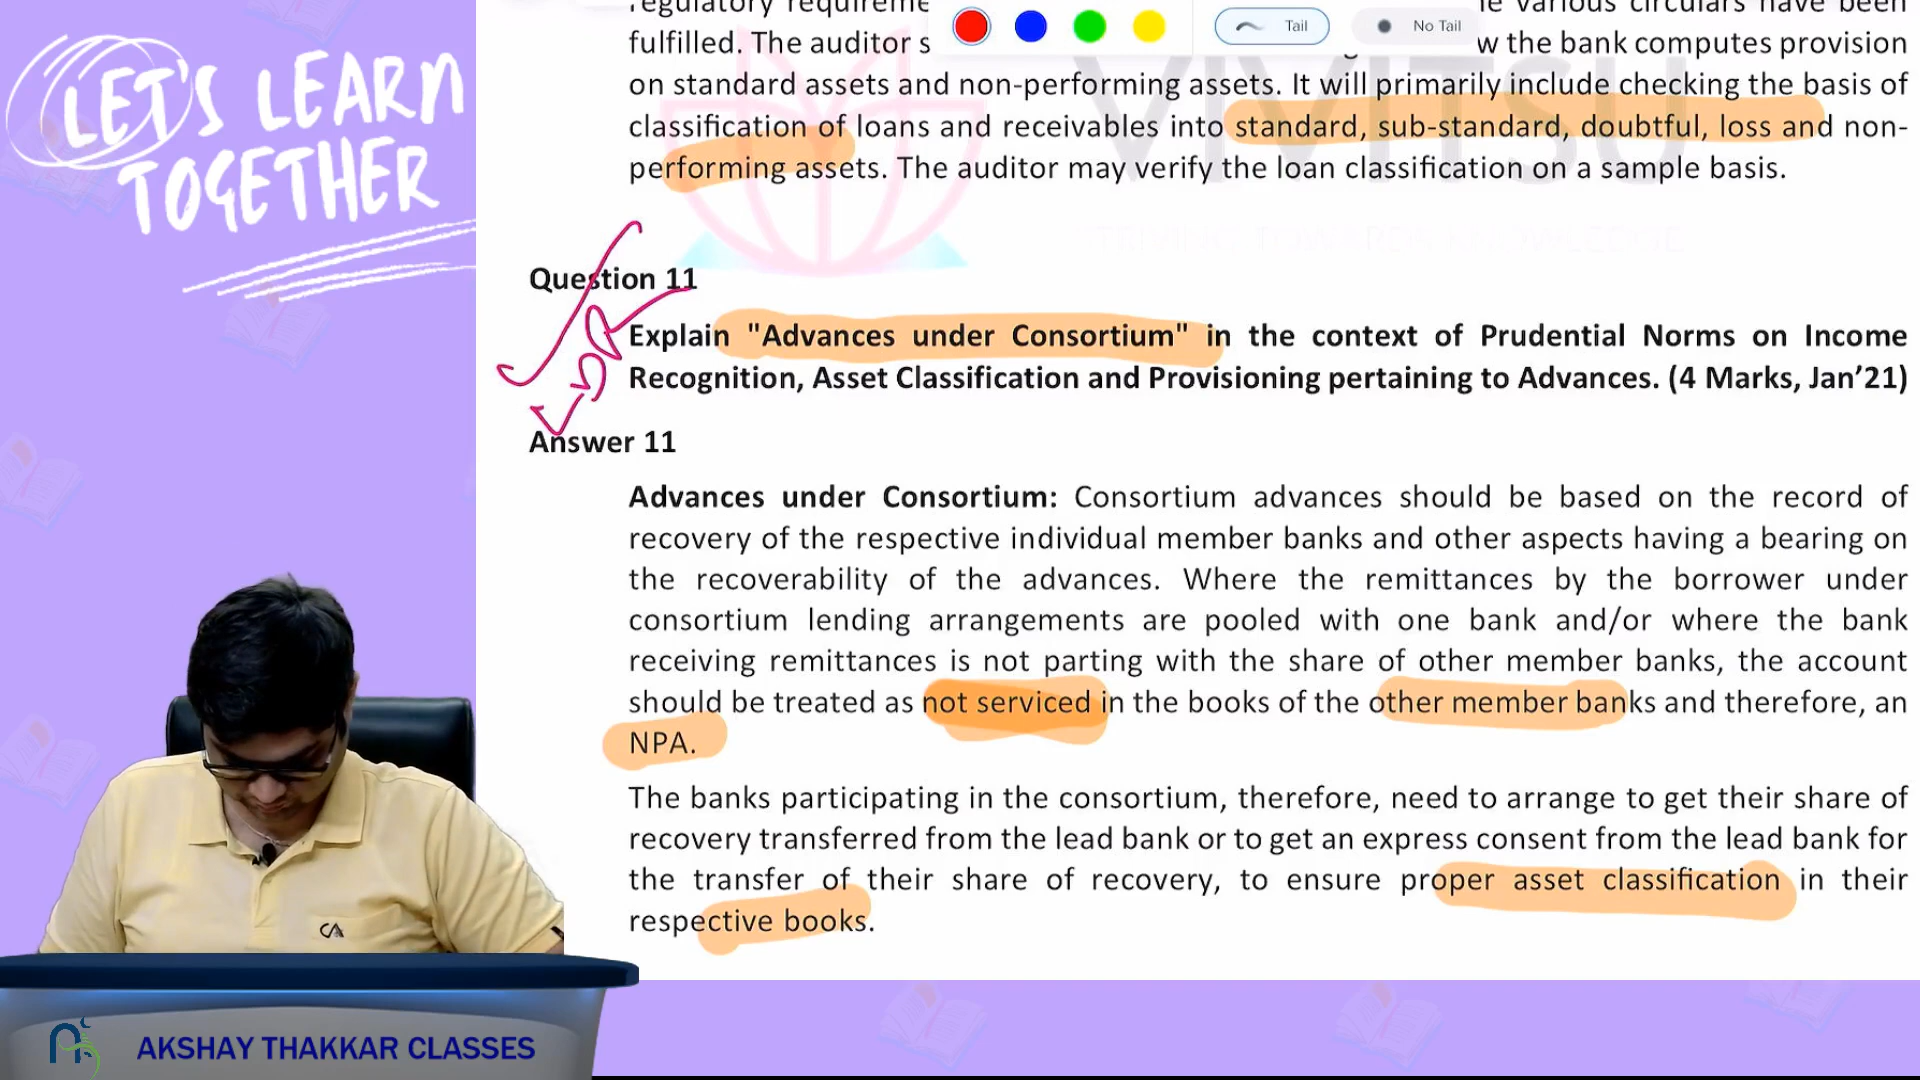 LET'S LEARN
TOGETHER
regulatory requireme
various circulars have been
Tail
No Tail
fulfilled. The auditor s
w the bank computes provision
on standard assets and non-performing assets. It will primarily include checking the basis of
classification of loans and receivables into standard, sub-standard, doubtful, loss and non-
performing assets. The auditor may verify the loan classification on a sample basis.
VIVITSU
Question 11
Explain "Advances under Consortium" in the context of Prudential Norms on Income
Recognition, Asset Classification and Provisioning pertaining to Advances. (4 Marks, Jan’21)
Answer 11
Advances under Consortium: Consortium advances should be based on the record of
recovery of the respective individual member banks and other aspects having a bearing on
the recoverability of the advances. Where the remittances by the borrower under
consortium lending arrangements are pooled with one bank and/or where the bank
receiving remittances is not parting with the share of other member banks, the account
should be treated as not serviced in the books of the other member banks and therefore, an
NPA.
The banks participating in the consortium, therefore, need to arrange to get their share of
recovery transferred from the lead bank or to get an express consent from the lead bank for
the transfer of their share of recovery, to ensure proper asset classification in their
respective books.
CA
AKSHAY THAKKAR CLASSES